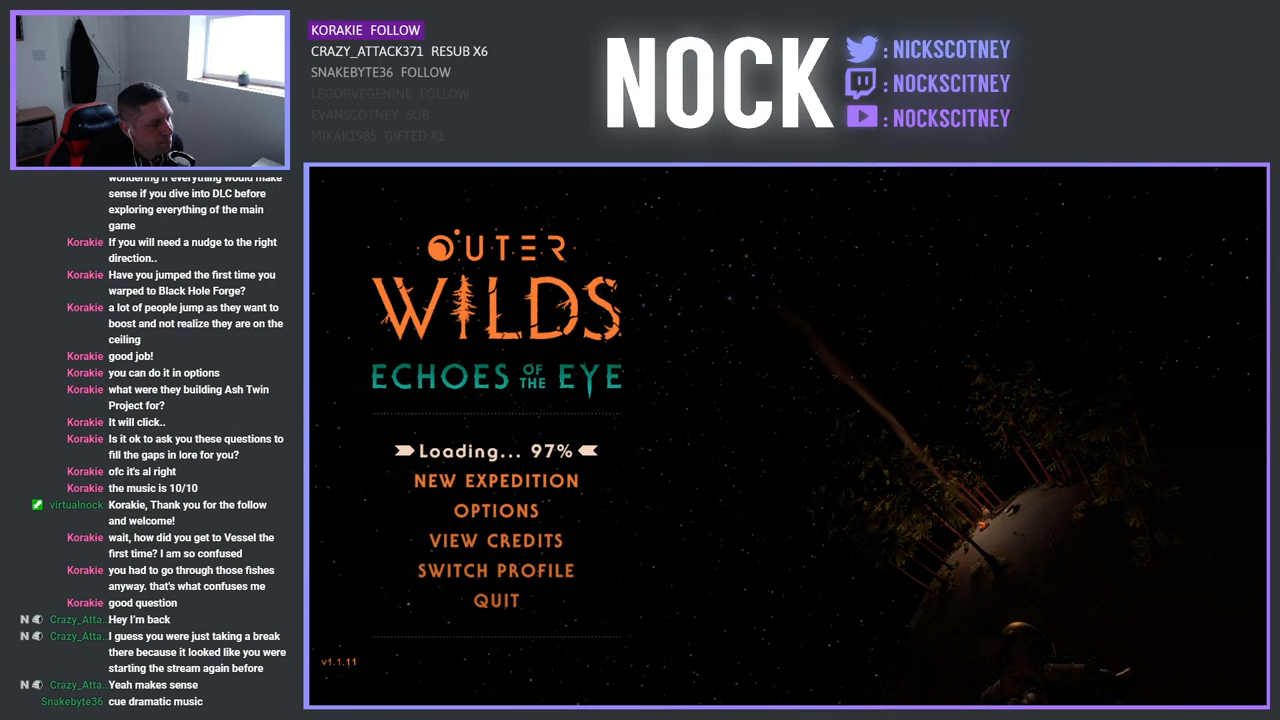 KORAKIE FOLLOW
CRAZY_ATTACK371 RESUB X6
SNAKEBYTE36 FOLLOW
LEGORVEGENINE FOLLOW
EVANSCOTNEY SUB
MIKAK1985 GIFTED X1
NOCK
: NICKSCOTNEY
: NOCKSCITNEY
: NOCKSCITNEY
wondering if everything would make
sense if you dive into DLC before
exploring everything of the main
game
Korakie If you will need a nudge to the right
direction..
Korakie Have you jumped the first time you
warped to Black Hole Forge?
Korakie a lot of people jump as they want to
boost and not realize they are on the
ceiling
Korakie good job!
Korakie you can do it in options
Korakie what were they building Ash Twin
Project for?
Korakie It will click..
Korakie Is it ok to ask you these questions to
fill the gaps in lore for you?
Korakie ofc it's al right
Korakie the music is 10/10
virtualnock Korakie, Thank you for the follow
and welcome!
Korakie wait, how did you get to Vessel the
first time? I am so confused
Korakie you had to go through those fishes
anyway. that's what confuses me
Korakie good question
N Crazy_Atta.. Hey I'm back
N Crazy_Atta.. I guess you were just taking a break
there because it looked like you were
starting the stream again before
N Crazy_Atta.. Yeah makes sense
Snakebyte36 cue dramatic music
OUTER
WILDS
ECHOES OF THE EYE
Loading... 97%
NEW EXPEDITION
OPTIONS
VIEW CREDITS
SWITCH PROFILE
QUIT
v1.1.11